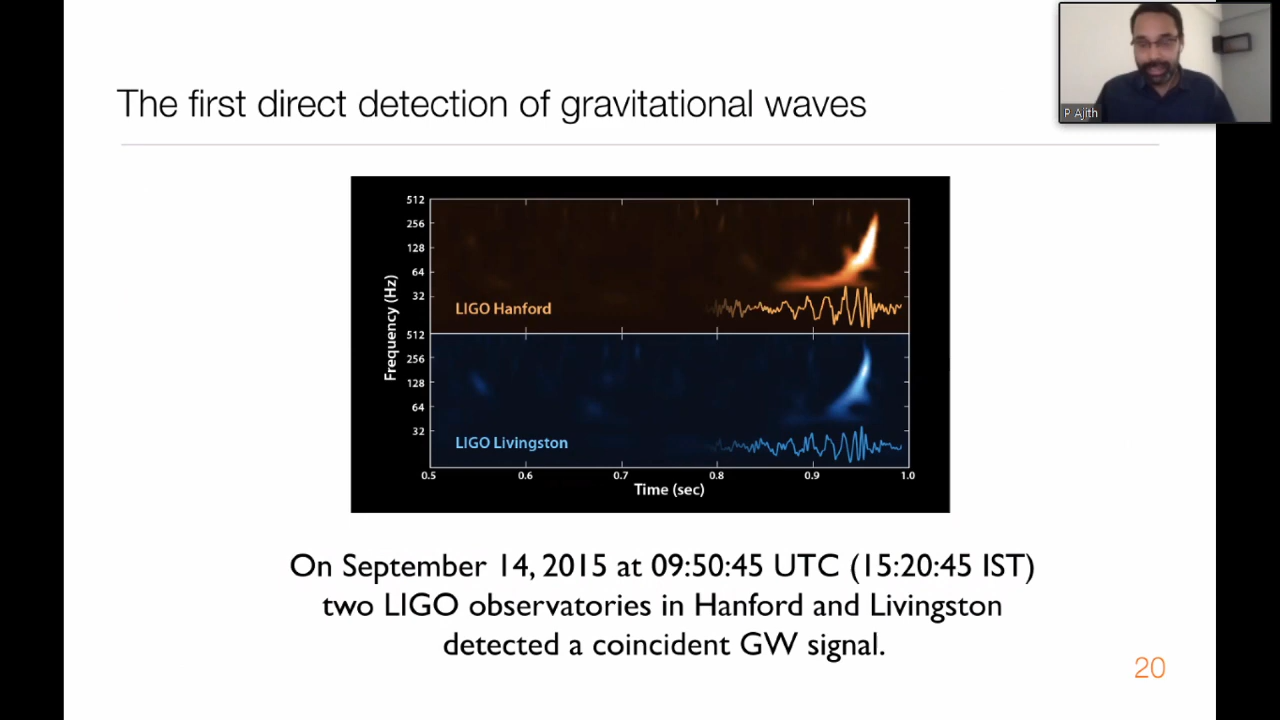 The first direct detection of gravitational waves
P Ajith
512
256
128
64
32
LIGO Hanford
Frequency (Hz)
512
256
128
64
32
LIGO Livingston
0.5 0.6 0.7 0.8 0.9 1.0
Time (sec)
On September 14, 2015 at 09:50:45 UTC (15:20:45 IST)
two LIGO observatories in Hanford and Livingston
detected a coincident GW signal.
20